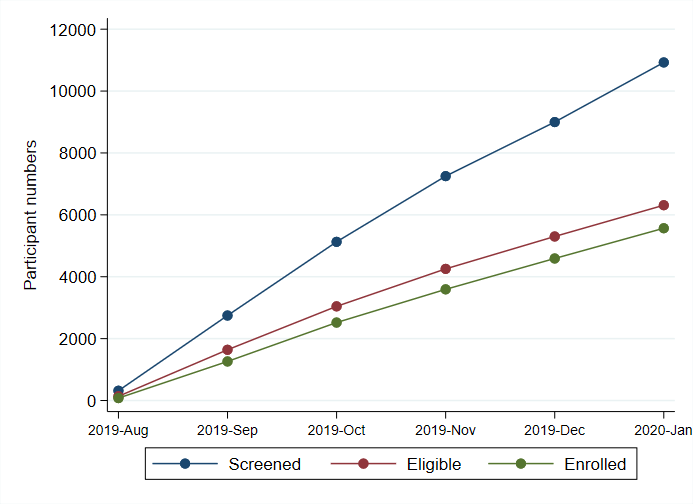 12000
10000
8000
6000
4000
2000
0
Participant numbers
2019-Aug 2019-Sep 2019-Oct 2019-Nov 2019-Dec 2020-Jan
Screened Eligible Enrolled